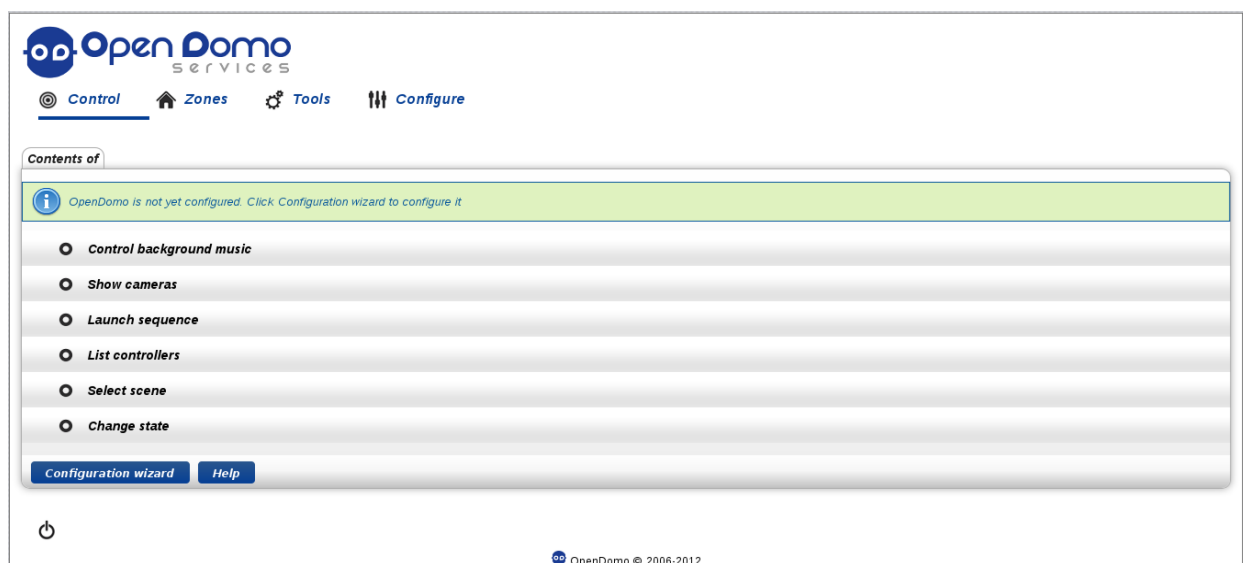 Open Domo
services
Control Zones Tools Configure
Contents of
OpenDomo is not yet configured. Click Configuration wizard to configure it
Control background music
Show cameras
Launch sequence
List controllers
Select scene
Change state
Configuration wizard Help
OpenDomo © 2006-2012